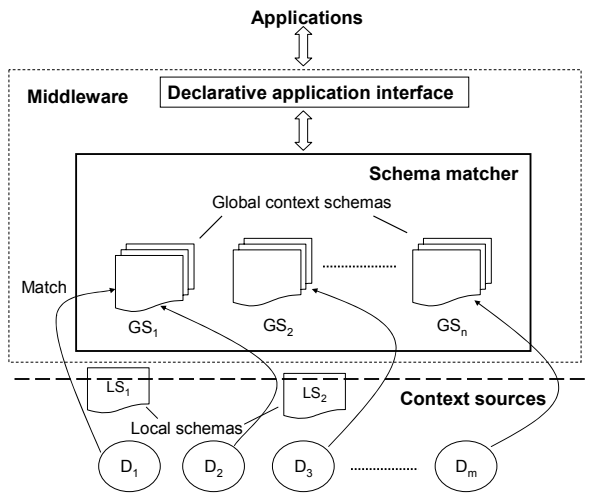 Applications
Middleware
Declarative application interface
Schema matcher
Global context schemas
Match
GS1
GS2
GSn
LS1
LS2
Context sources
Local schemas
D1
D2
D3
Dm